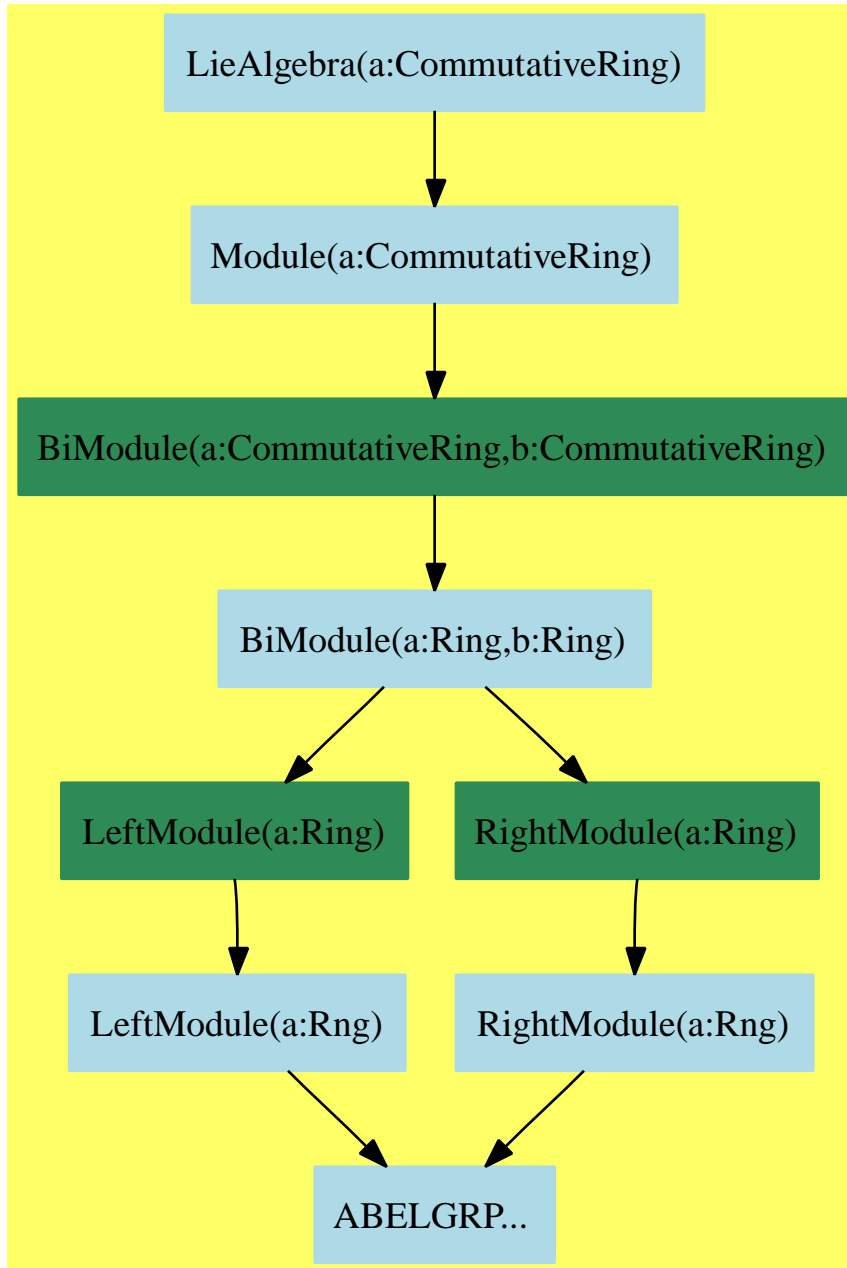 LieAlgebra(a:CommutativeRing)
Module(a:CommutativeRing)
BiModule(a:CommutativeRing,b:CommutativeRing)
BiModule(a:Ring,b:Ring)
LeftModule(a:Ring)
RightModule(a:Ring)
LeftModule(a:Rng)
RightModule(a:Rng)
ABELGRP...